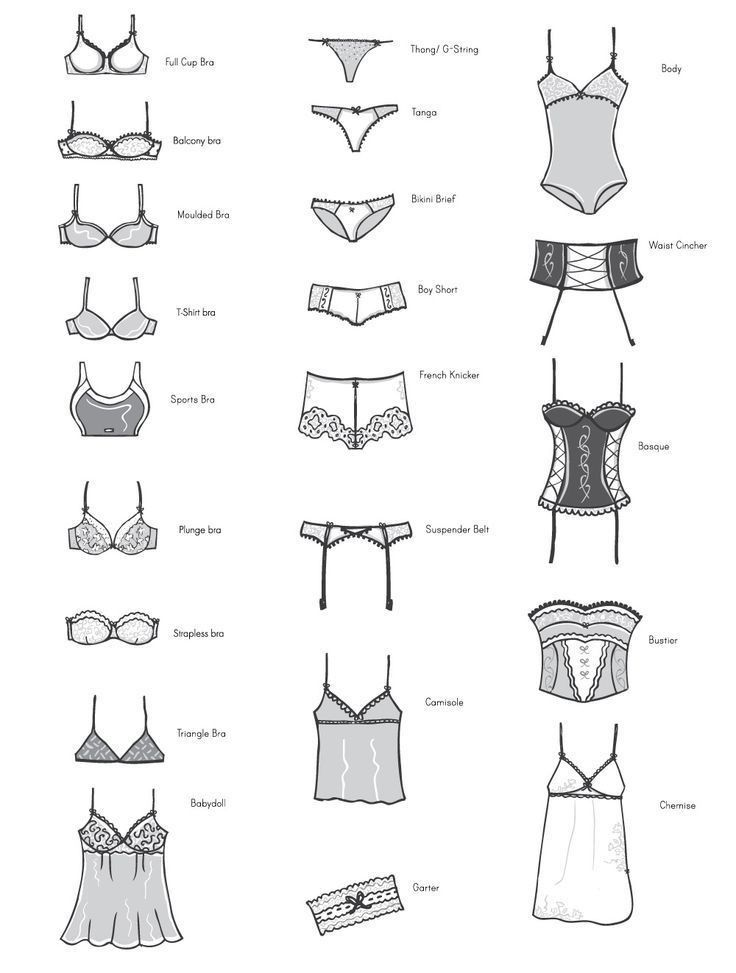 Full Cup Bra
Balcony bra
Moulded Bra
T-Shirt bra
Sports Bra
Plunge bra
Strapless bra
Triangle Bra
Babydoll
Thong/ G-String
Tanga
Bikini Brief
Boy Short
French Knicker
Suspender Belt
Camisole
Garter
Body
Waist Cincher
Basque
Bustier
Chemise